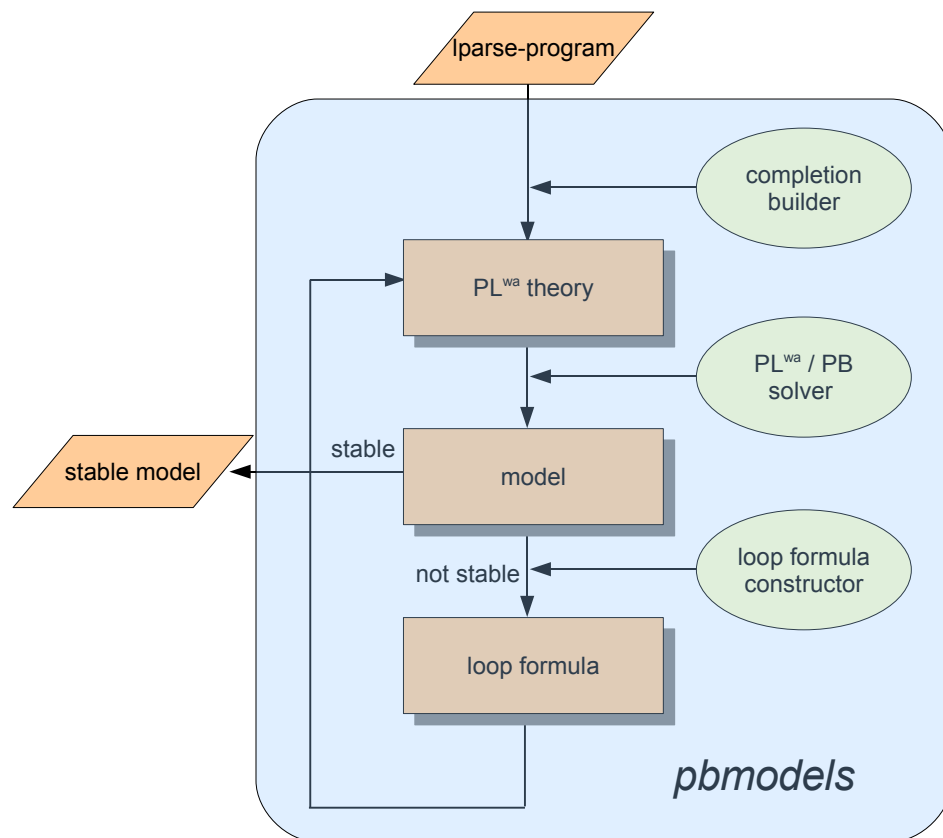 lparse-program
completion
builder
PLʷᵃ theory
PLʷᵃ / PB
solver
stable
stable model
model
not stable
loop formula
constructor
loop formula
pbmodels